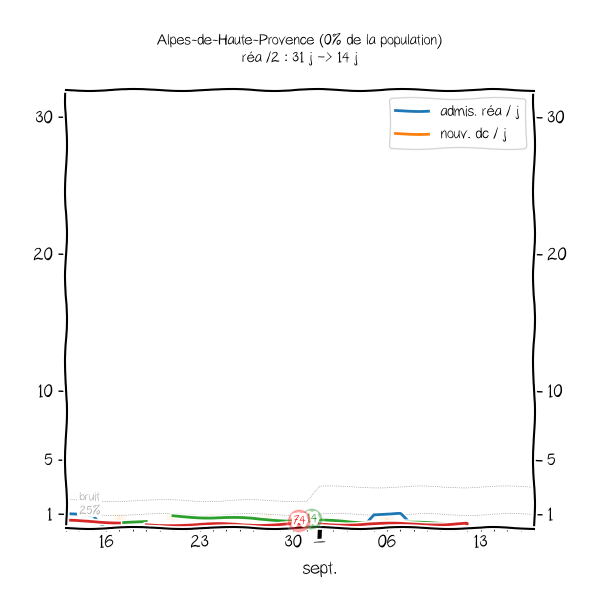 Alpes-de-Haute-Provence (0% de la population)
réa /2 : 31 j -> 14 j
admis. réa / j
nouv. dc / j
30
30
20
20
10
10
5
5
bruit
25%
1
1
74
16
23
30
06
13
sept.